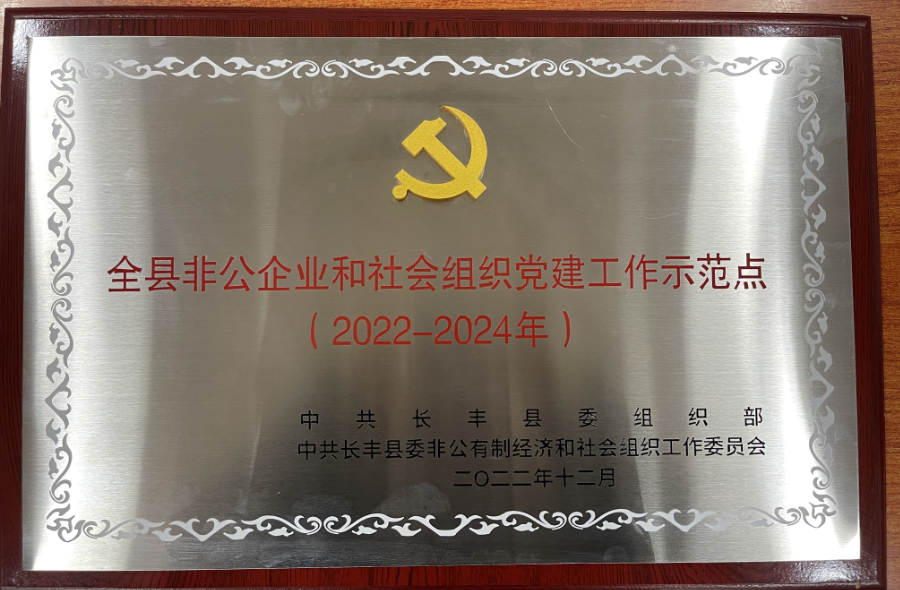 全县非公企业和社会组织党建工作示范点
（2022-2024年）
中共长丰县委组织部
中共长丰县委非公有制经济和社会组织工作委员会
二〇二二年十二月